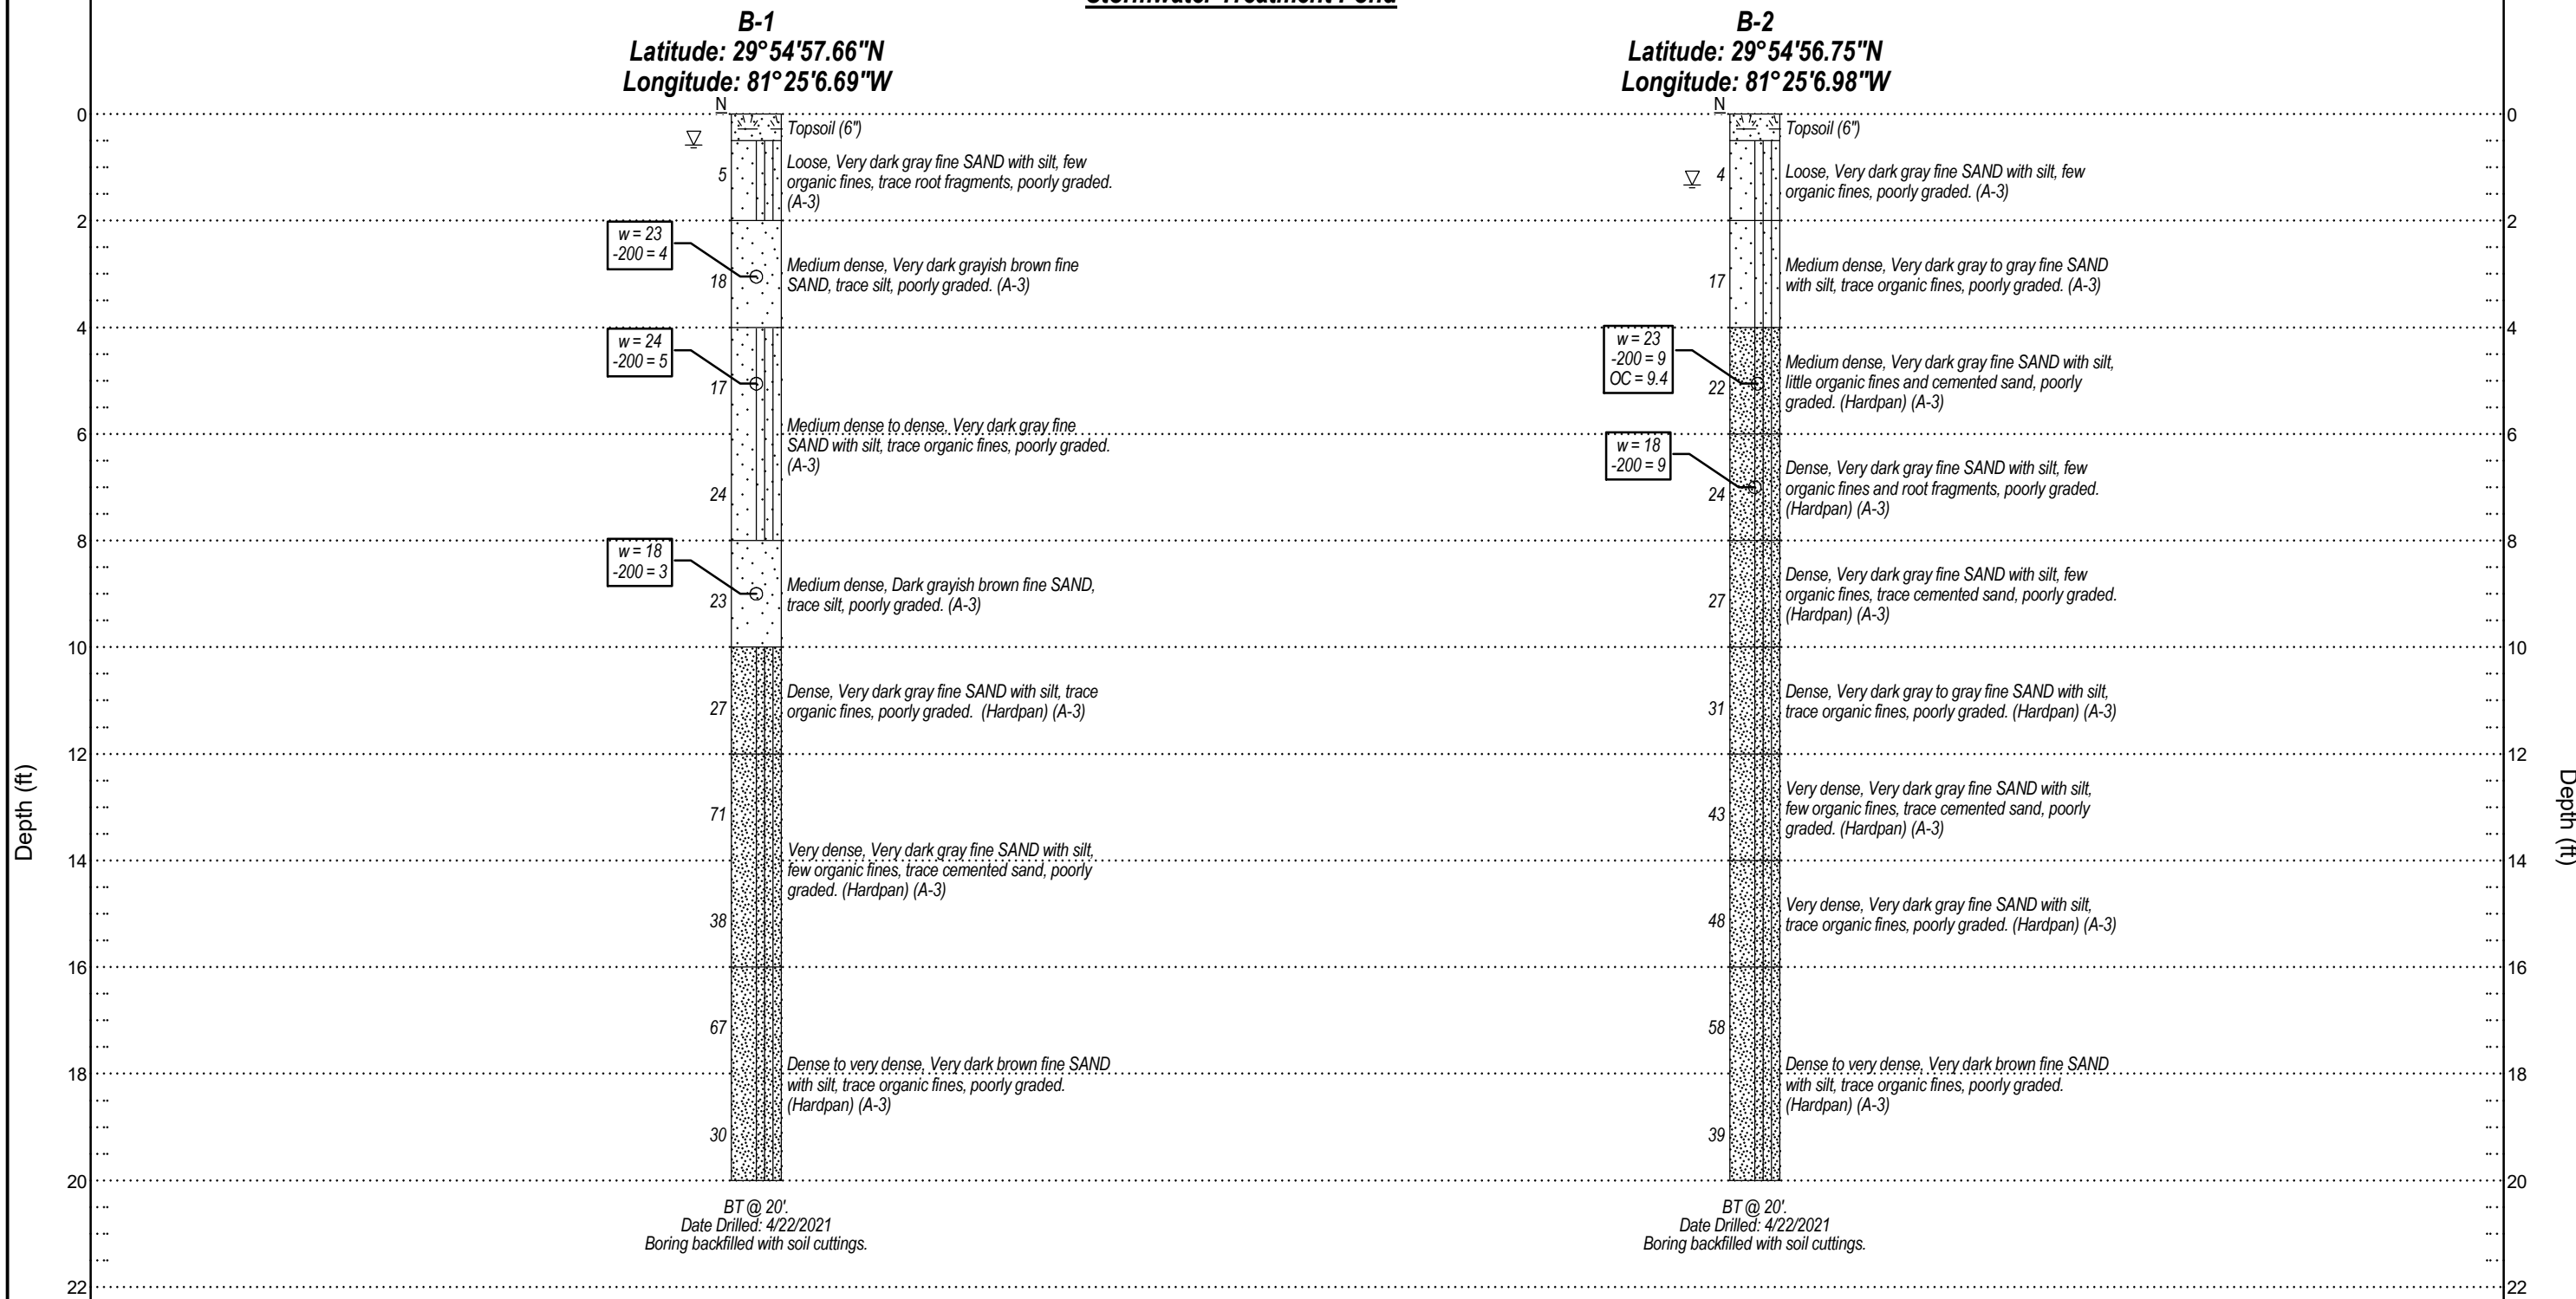 Stormwater Treatment Pond
B-1
Latitude: 29°54'57.66"N
Longitude: 81°25'6.69"W
B-2
Latitude: 29°54'56.75"N
Longitude: 81°25'6.98"W
Depth (ft)
0
2
4
6
8
10
12
14
16
18
20
22
N
5
18
17
24
23
27
71
38
67
30
w = 23
-200 = 4
w = 24
-200 = 5
w = 18
-200 = 3
Topsoil (6")
Loose, Very dark gray fine SAND with silt, few
organic fines, trace root fragments, poorly graded.
(A-3)
Medium dense, Very dark grayish brown fine
SAND, trace silt, poorly graded. (A-3)
Medium dense to dense, Very dark gray fine
SAND with silt, trace organic fines, poorly graded.
(A-3)
Medium dense, Dark grayish brown fine SAND,
trace silt, poorly graded. (A-3)
Dense, Very dark gray fine SAND with silt, trace
organic fines, poorly graded. (Hardpan) (A-3)
Very dense, Very dark gray fine SAND with silt,
few organic fines, trace cemented sand, poorly
graded. (Hardpan) (A-3)
Dense to very dense, Very dark brown fine SAND
with silt, trace organic fines, poorly graded.
(Hardpan) (A-3)
BT @ 20'.
Date Drilled: 4/22/2021
Boring backfilled with soil cuttings.
N
4
17
22
24
27
31
43
48
58
39
w = 23
-200 = 9
OC = 9.4
w = 18
-200 = 9
Topsoil (6")
Loose, Very dark gray fine SAND with silt, few
organic fines, poorly graded. (A-3)
Medium dense, Very dark gray to gray fine SAND
with silt, trace organic fines, poorly graded. (A-3)
Medium dense, Very dark gray fine SAND with silt,
little organic fines and cemented sand, poorly
graded. (Hardpan) (A-3)
Dense, Very dark gray fine SAND with silt, few
organic fines and root fragments, poorly graded.
(Hardpan) (A-3)
Dense, Very dark gray fine SAND with silt, few
organic fines, trace cemented sand, poorly graded.
(Hardpan) (A-3)
Dense, Very dark gray to gray fine SAND with silt,
trace organic fines, poorly graded. (Hardpan) (A-3)
Very dense, Very dark gray fine SAND with silt,
few organic fines, trace cemented sand, poorly
graded. (Hardpan) (A-3)
Very dense, Very dark gray fine SAND with silt,
trace organic fines, poorly graded. (Hardpan) (A-3)
Dense to very dense, Very dark brown fine SAND
with silt, trace organic fines, poorly graded.
(Hardpan) (A-3)
BT @ 20'.
Date Drilled: 4/22/2021
Boring backfilled with soil cuttings.
0
2
4
6
8
10
12
14
16
18
20
22
Depth (ft)